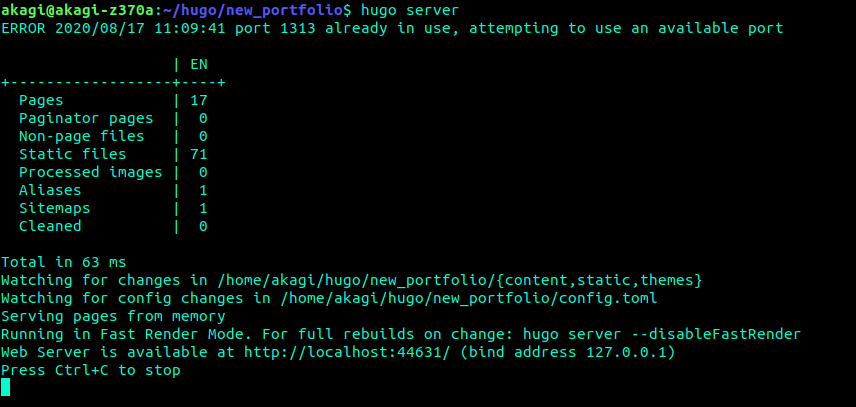 akagi@akagi-z370a:~/hugo/new_portfolio$ hugo server
ERROR 2020/08/17 11:09:41 port 1313 already in use, attempting to use an available port
                   | EN
+------------------+----+
  Pages            | 17
  Paginator pages  |  0
  Non-page files   |  0
  Static files     | 71
  Processed images |  0
  Aliases          |  1
  Sitemaps         |  1
  Cleaned          |  0
Total in 63 ms
Watching for changes in /home/akagi/hugo/new_portfolio/{content,static,themes}
Watching for config changes in /home/akagi/hugo/new_portfolio/config.toml
Serving pages from memory
Running in Fast Render Mode. For full rebuilds on change: hugo server --disableFastRender
Web Server is available at http://localhost:44631/ (bind address 127.0.0.1)
Press Ctrl+C to stop